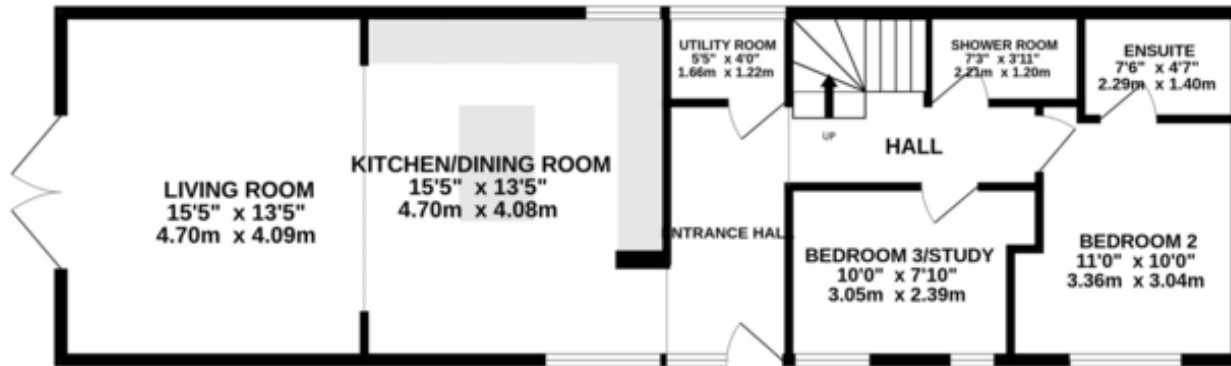 LIVING ROOM
15'5" x 13'5"
4.70m x 4.09m
KITCHEN/DINING ROOM
15'5" x 13'5"
4.70m x 4.08m
UTILITY ROOM
5'5" x 4'0"
1.66m x 1.22m
ENTRANCE HALL
UP
HALL
SHOWER ROOM
7'3" x 3'11"
2.21m x 1.20m
ENSUITE
7'6" x 4'7"
2.29m x 1.40m
BEDROOM 3/STUDY
10'0" x 7'10"
3.05m x 2.39m
BEDROOM 2
11'0" x 10'0"
3.36m x 3.04m